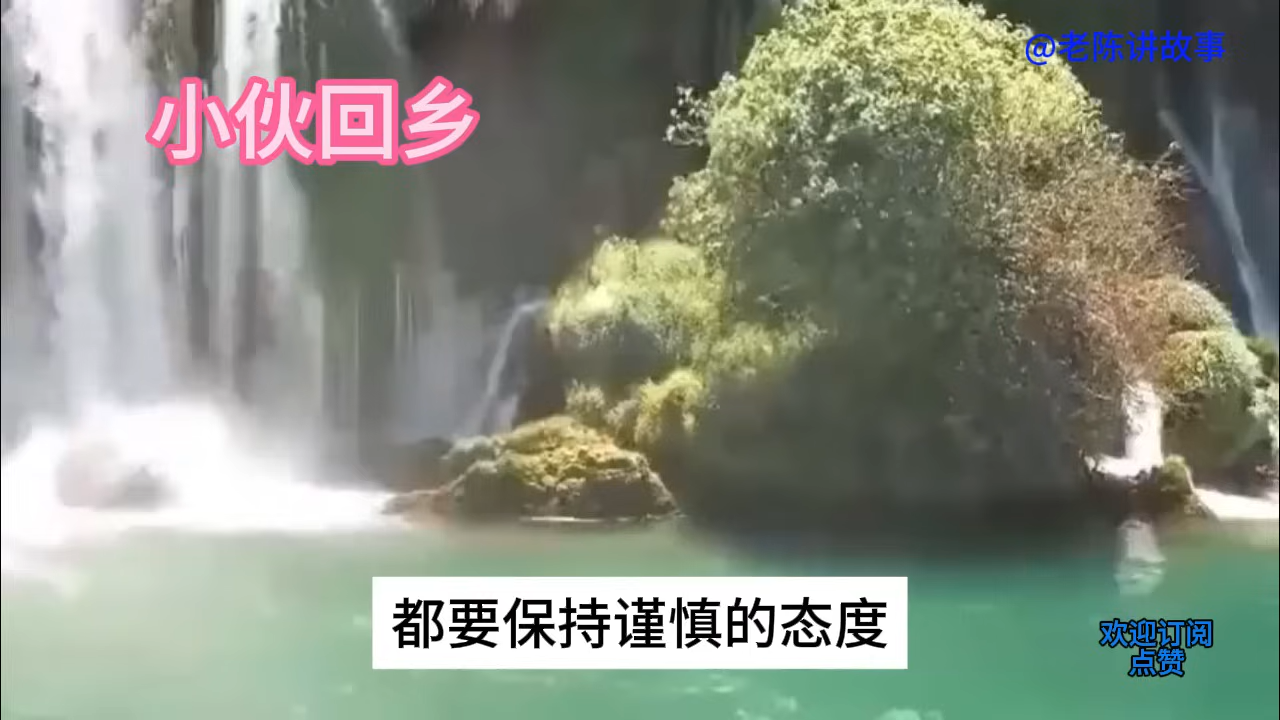 @老陈讲故事
小伙回乡
都要保持谨慎的态度
欢迎订阅
点赞